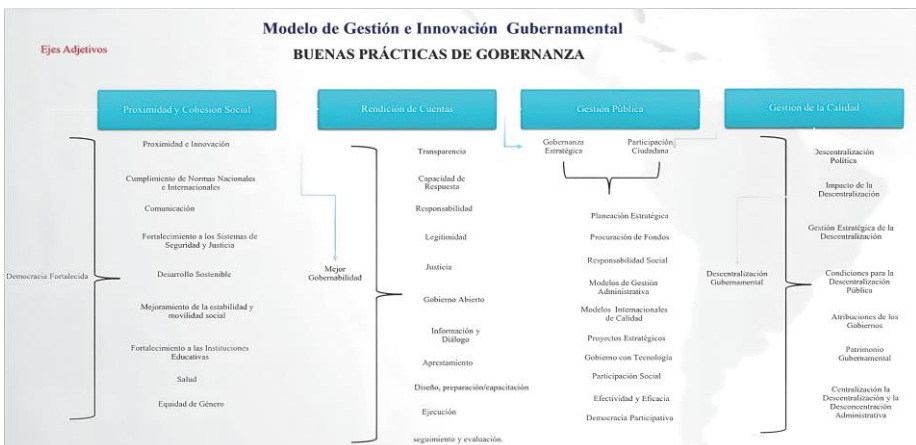 Modelo de Gestión e Innovación Gubernamental
Ejes Adjetivos
BUENAS PRÁCTICAS DE GOBERNANZA
Proximidad y Cohesión Social
Democracia Fortalecida
Proximidad e Innovación
Cumplimiento de Normas Nacionales
e Internacionales
Comunicación
Fortalecimiento a los Sistemas de
Seguridad y Justicia
Desarrollo Sostenible
Mejoramiento de la estabilidad y
movilidad social
Fortalecimiento a las Instituciones
Educativas
Salud
Equidad de Género
Rendición de Cuentas
Mejor
Gobernabilidad
Transparencia
Capacidad de
Respuesta
Responsabilidad
Legitimidad
Justicia
Gobierno Abierto
Información y
Diálogo
Aprestamiento
Diseño, preparación/capacitación
Ejecución
seguimiento y evaluación.
Gestión Pública
Gobernanza
Estratégica
Participación
Ciudadana
Planeación Estratégica
Procuración de Fondos
Responsabilidad Social
Modelos de Gestión
Administrativa
Modelos Internacionales
de Calidad
Proyectos Estratégicos
Gobierno con Tecnología
Participación Social
Efectividad y Eficacia
Democracia Participativa
Gestión de la Calidad
Descentralización
Gubernamental
Descentralización
Política
Impacto de la
Descentralización
Gestión Estratégica de la
Descentralización
Condiciones para la
Descentralización
Pública
Atribuciones de los
Gobiernos
Patrimonio
Gubernamental
Centralización la
Descentralización y la
Desconcentración
Administrativa